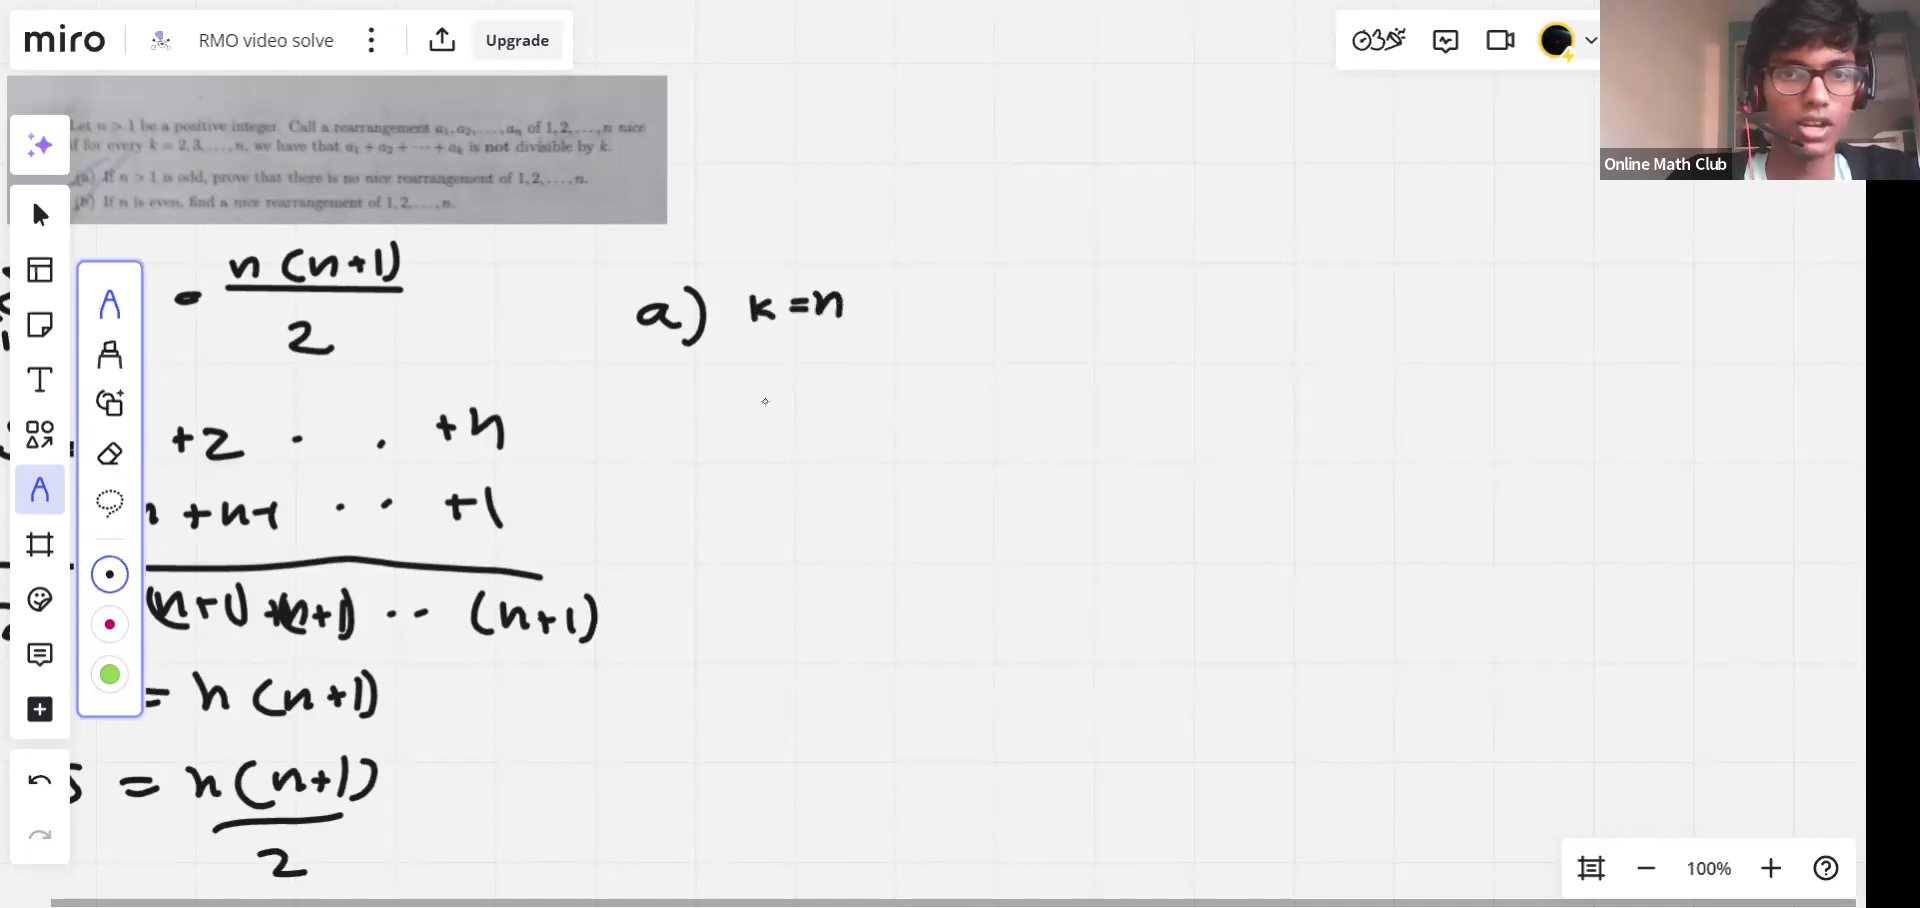 miro RMO video solve Upgrade
Online Math Club
Let n > 1 be a positive integer. Call a rearrangement a₁, a₂, . . . , aₙ of 1, 2, . . . , n nice
if for every k = 2, 3, . . . , n, we have that a₁ + a₂ + · · · + aₖ is not divisible by k.
(a) If n > 1 is odd, prove that there is no nice rearrangement of 1, 2, . . . , n.
(b) If n is even, find a nice rearrangement of 1, 2, . . . , n.
= n(n+1)
2
a) k = n
+2 . . +n
n +n-1 . . +1
(n+1) +(n+1) .. (n+1)
= n(n+1)
S = n(n+1)
2
100%